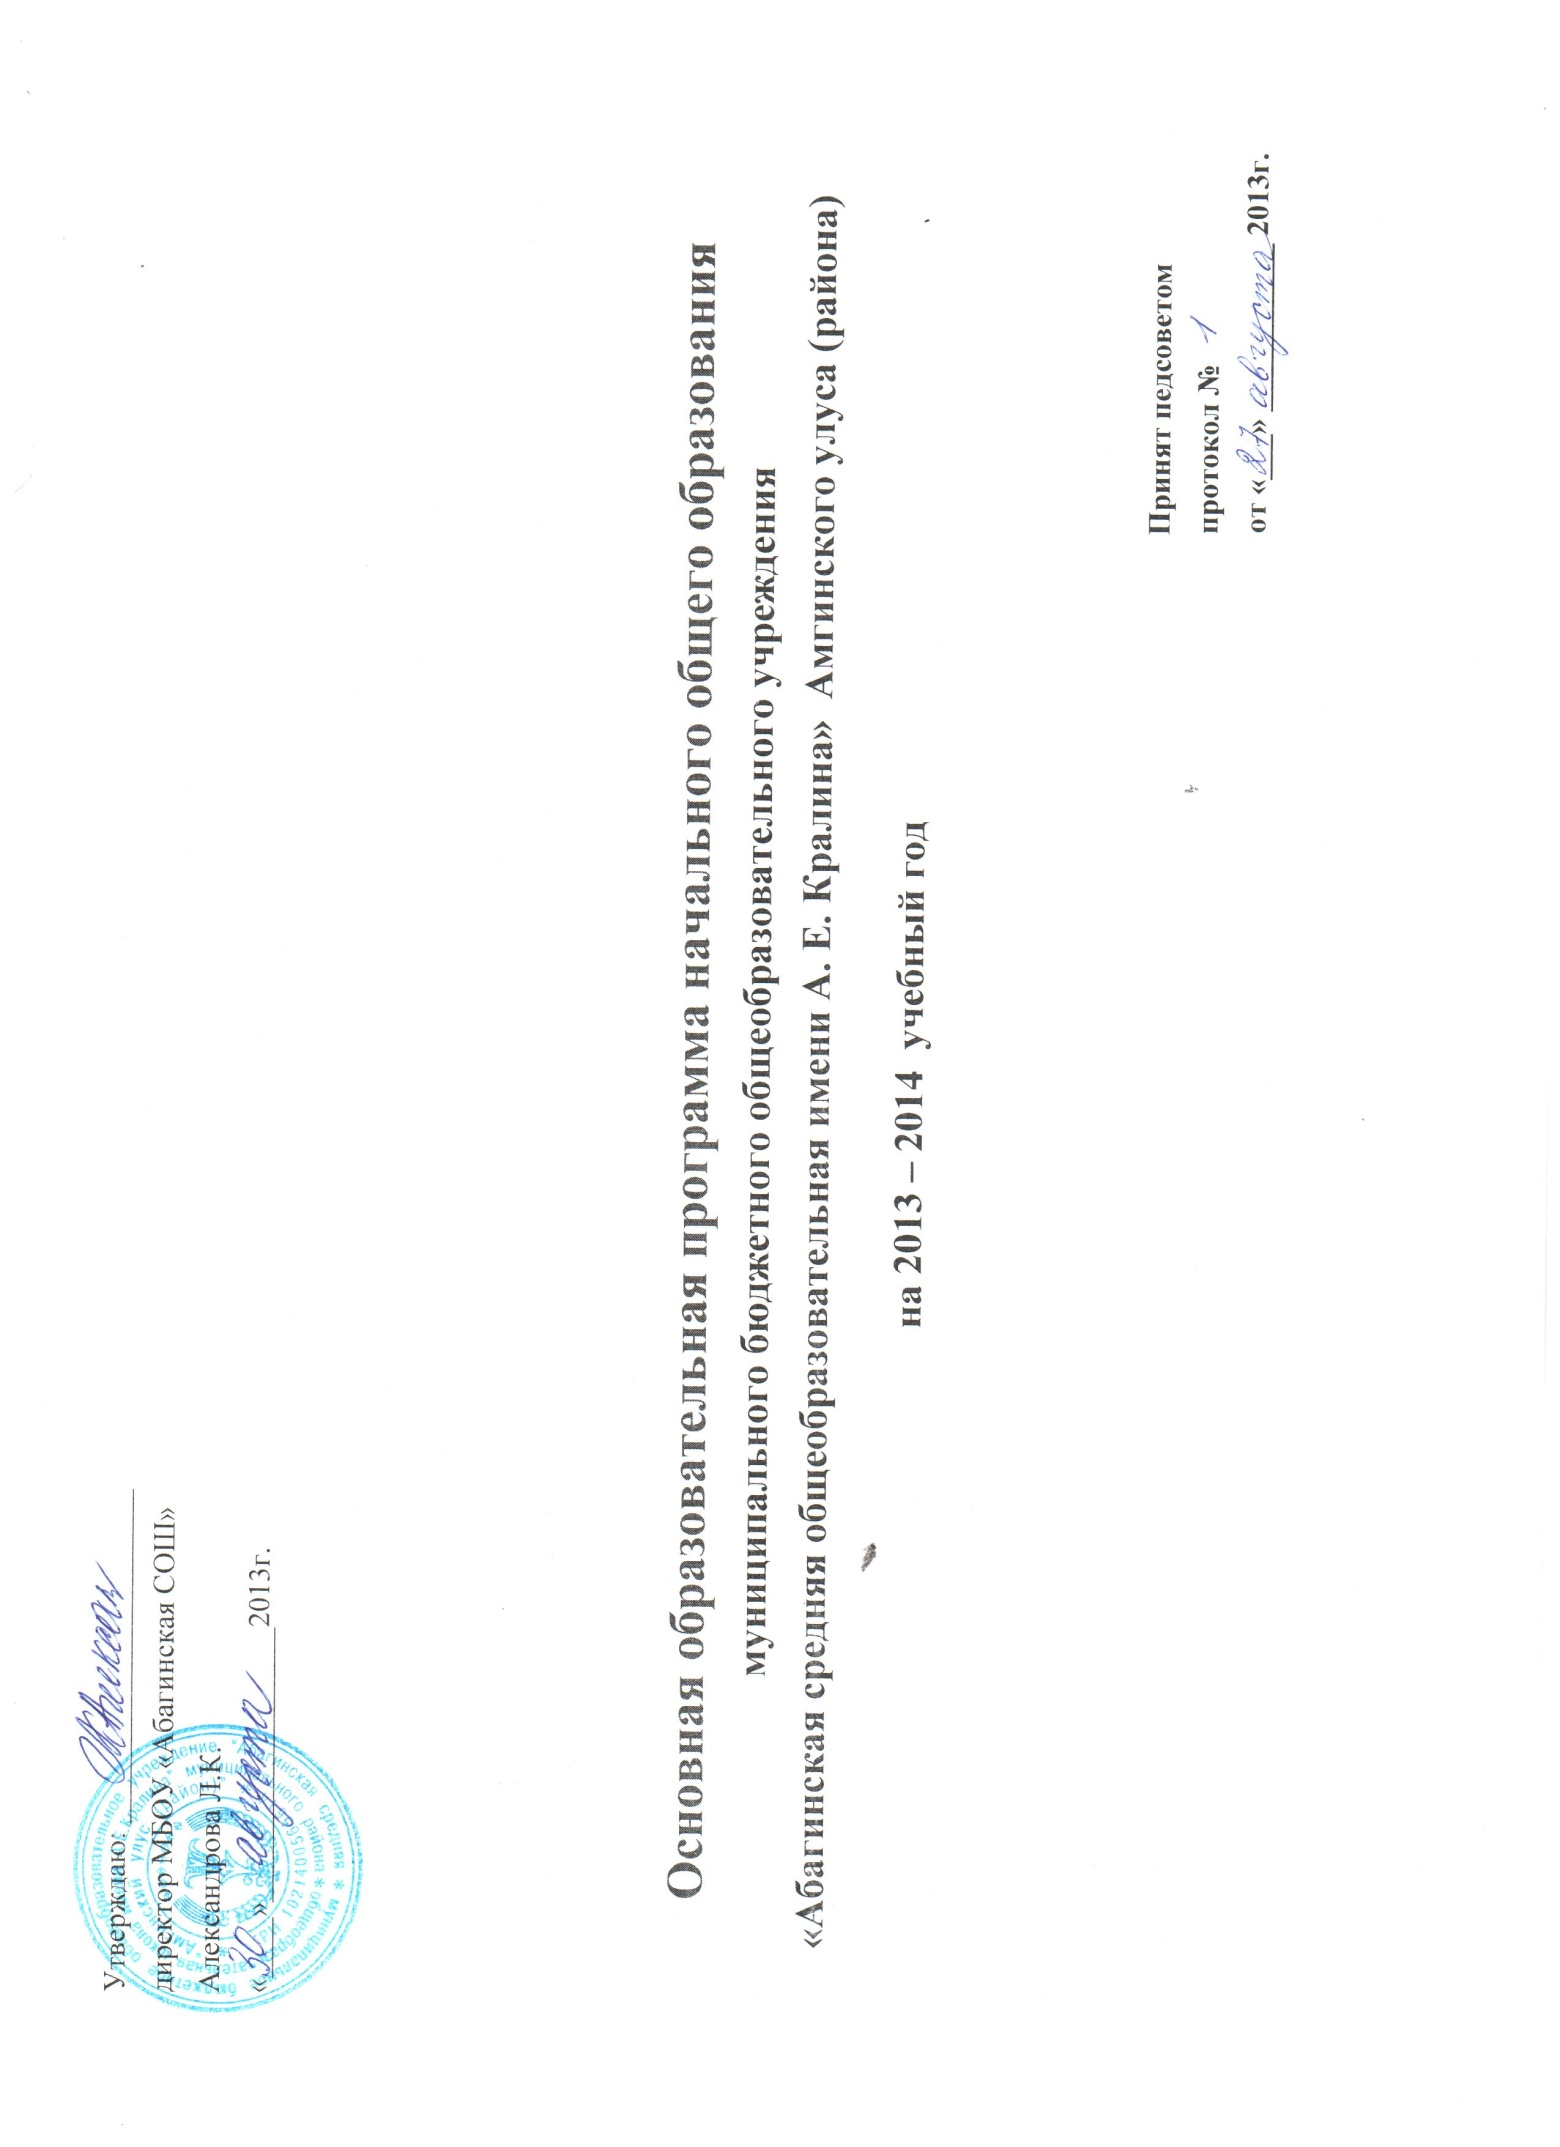 Утверждаю:
директор МБОУ «Абагинская СОШ»
Александрова Л.К.
«30» августа 2013г.
Основная образовательная программа начального общего образования
муниципального бюджетного общеобразовательного учреждения
«Абагинская средняя общеобразовательная имени А. Е. Кралина» Амгинского улуса (района)
на 2013 – 2014 учебный год
Принят педсоветом
протокол № 1
от «27» августа 2013г.